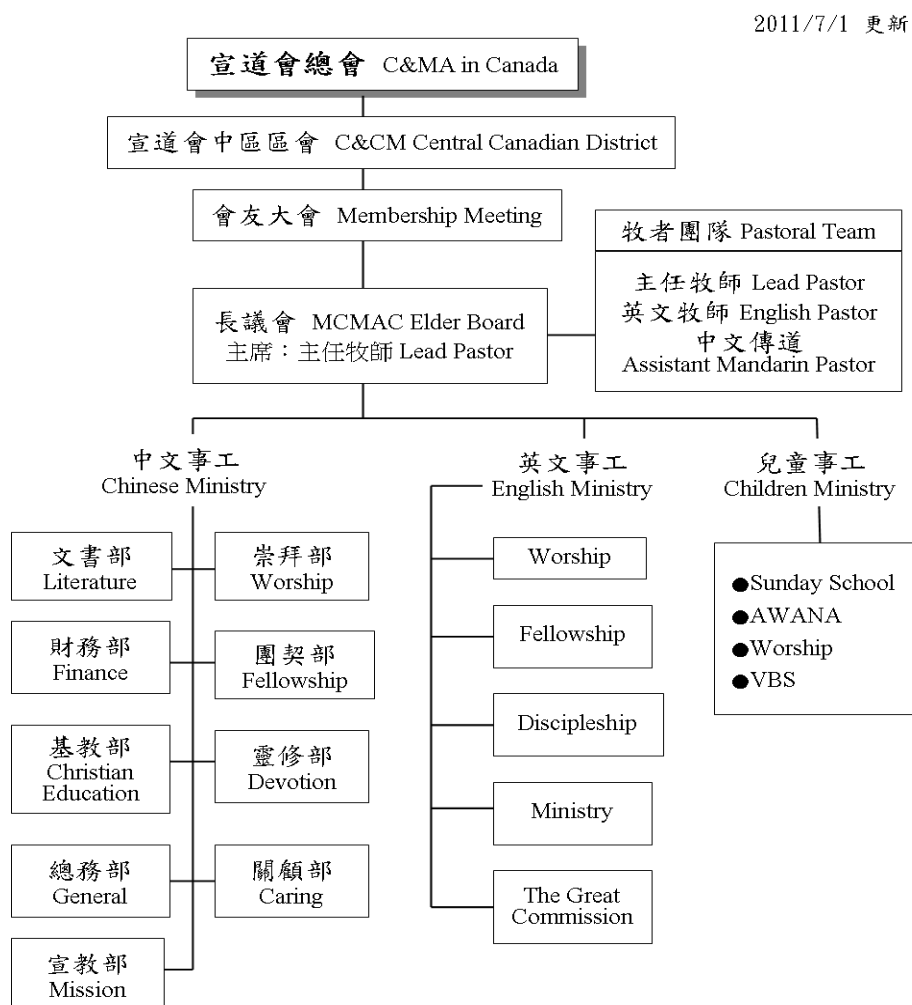 2011/7/1 更新
宣道會總會 C&MA in Canada
宣道會中區區會 C&CM Central Canadian District
會友大會 Membership Meeting
牧者團隊 Pastoral Team
主任牧師 Lead Pastor
英文牧師 English Pastor
中文傳道
Assistant Mandarin Pastor
長議會 MCMAC Elder Board
主席：主任牧師 Lead Pastor
中文事工
Chinese Ministry
文書部
Literature
崇拜部
Worship
財務部
Finance
團契部
Fellowship
基教部
Christian
Education
靈修部
Devotion
總務部
General
關顧部
Caring
宣教部
Mission
英文事工
English Ministry
Worship
Fellowship
Discipleship
Ministry
The Great
Commission
兒童事工
Children Ministry
●Sunday School
●AWANA
●Worship
●VBS